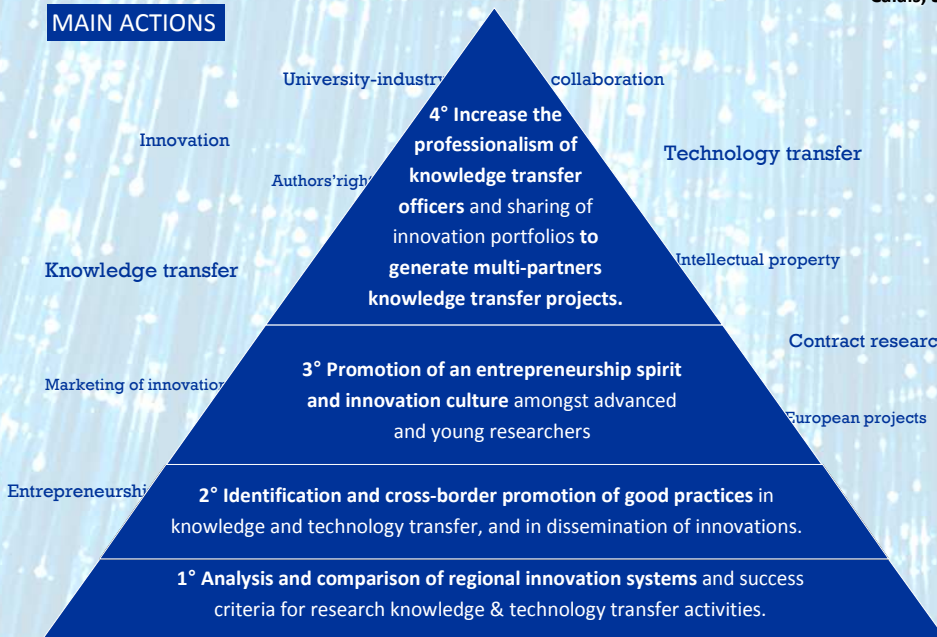 MAIN ACTIONS
University-industry
collaboration
Innovation
Technology transfer
Authors'right
Knowledge transfer
Intellectual property
Contract researc
Marketing of innovation
European projects
Entrepreneurshi
4° Increase the
professionalism of
knowledge transfer
officers and sharing of
innovation portfolios to
generate multi-partners
knowledge transfer projects.
3° Promotion of an entrepreneurship spirit
and innovation culture amongst advanced
and young researchers
2° Identification and cross-border promotion of good practices in
knowledge and technology transfer, and in dissemination of innovations.
1° Analysis and comparison of regional innovation systems and success
criteria for research knowledge & technology transfer activities.